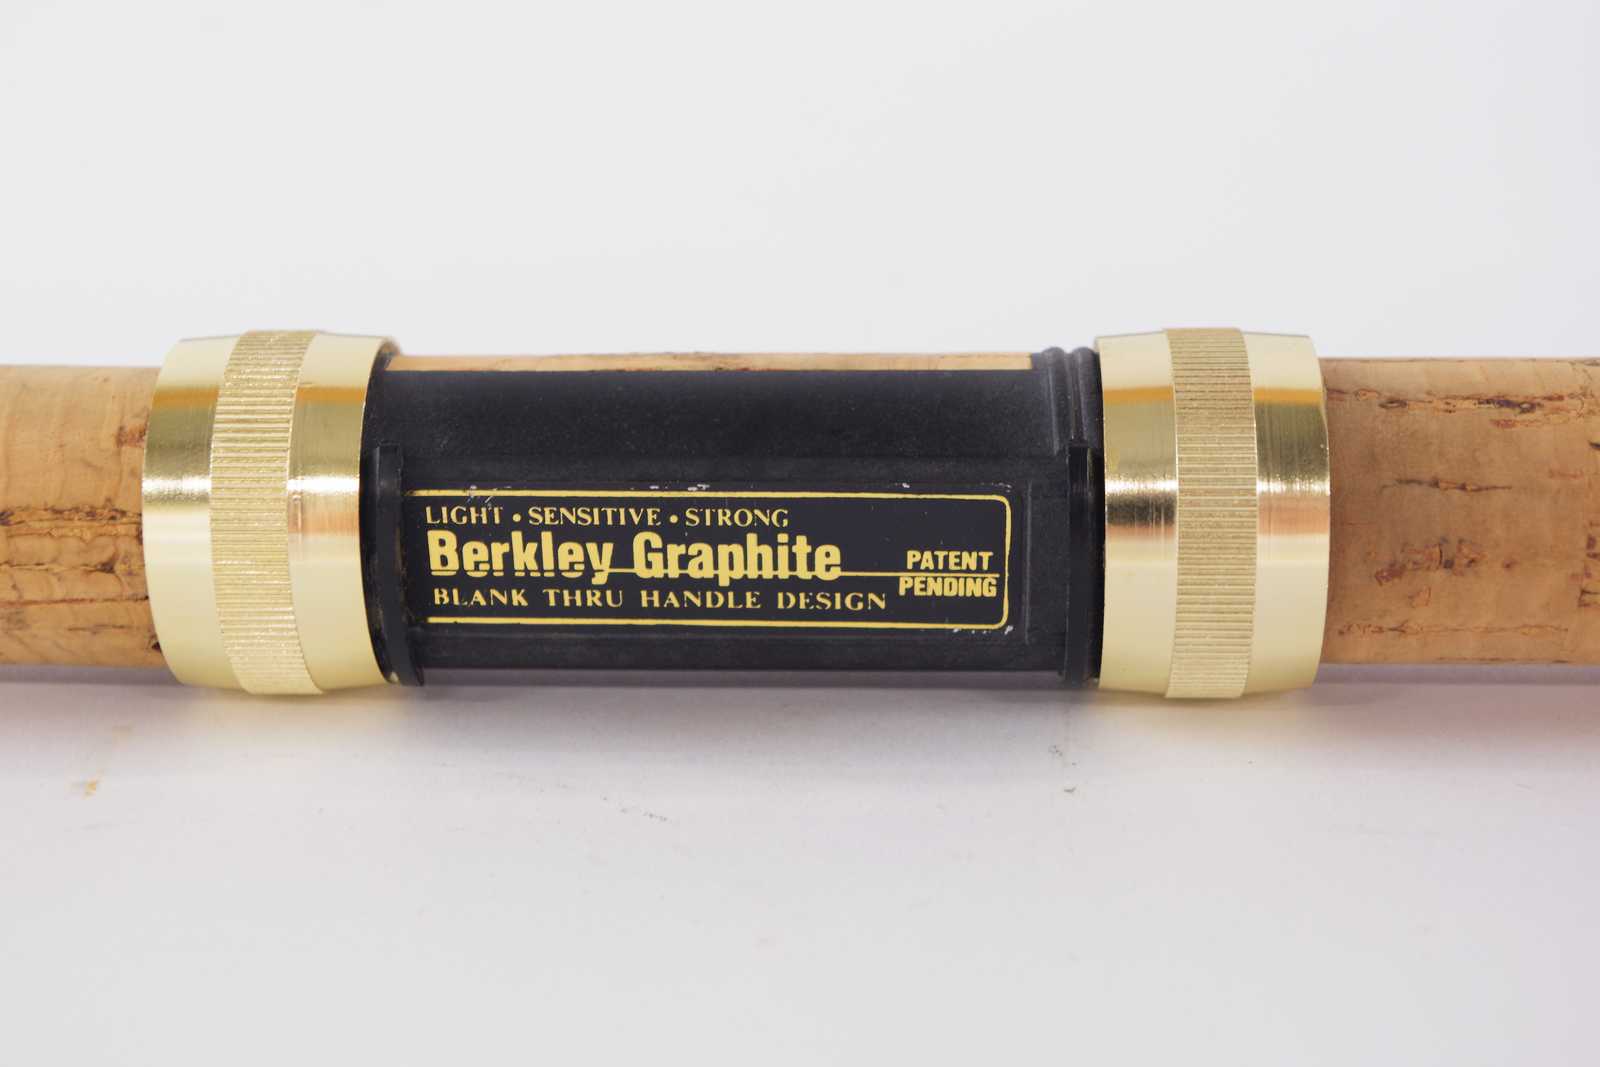 LIGHT • SENSITIVE • STRONG
Berkley Graphite
BLANK THRU HANDLE DESIGN
PATENT
PENDING